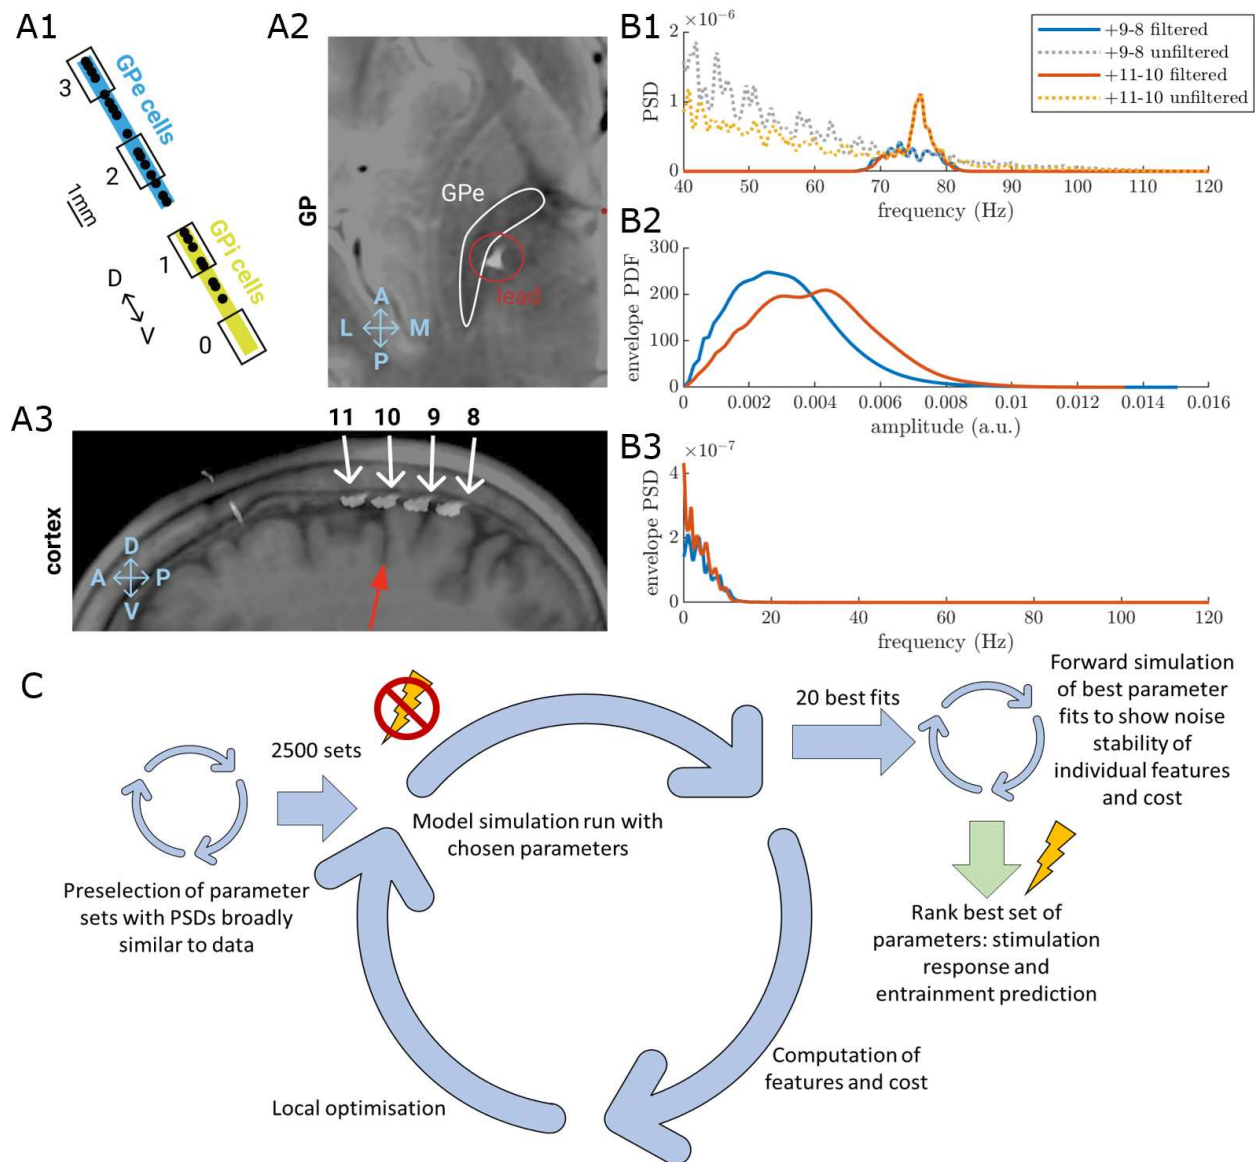 A1
GPe cells
3
2
1mm
GPi cells
1
D
V
0
A2
GP
GPe
lead
A
L M
P
A3
11 10 9 8
cortex
D
A P
V
B1
×10⁻⁶
2
1
0
PSD
40 50 60 70 80 90 100 110 120
frequency (Hz)
+9-8 filtered
+9-8 unfiltered
+11-10 filtered
+11-10 unfiltered
B2
300
200
100
0
envelope PDF
0 0.002 0.004 0.006 0.008 0.01 0.012 0.014 0.016
amplitude (a.u.)
B3
×10⁻⁷
4
2
0
envelope PSD
0 20 40 60 80 100 120
frequency (Hz)
C
Preselection of parameter
sets with PSDs broadly
similar to data
2500 sets
Model simulation run with
chosen parameters
Computation of
features and cost
Local optimisation
20 best fits
Forward simulation
of best parameter
fits to show noise
stability of
individual features
and cost
Rank best set of
parameters: stimulation
response and
entrainment prediction